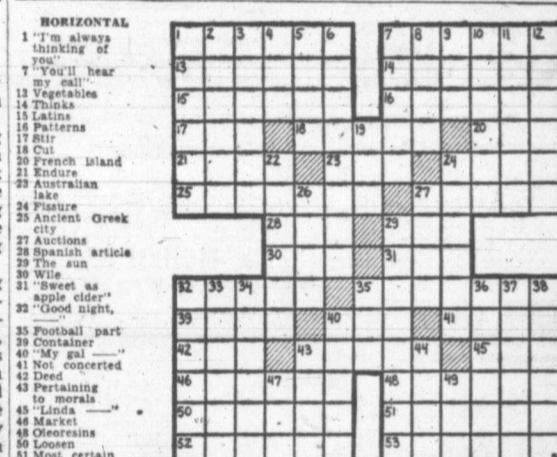 HORIZONTAL
1 "I'm always
thinking of
you"
7 "You'll hear
my call"
13 Vegetables
14 Thinks
15 Latins
16 Patterns
17 Stir
18 Cut
20 French island
21 Endure
23 Australian
lake
24 Fissure
25 Ancient Greek
city
27 Auctions
28 Spanish article
29 The sun
30 Wile
31 "Sweet as
apple cider"
32 "Good night,
——"
35 Football part
39 Container
40 "My gal ——"
41 Not concerted
42 Deed
43 Pertaining
to morals
45 "Linda ——"
46 Market
48 Oleoresins
50 Loosen
51 Most certain
1 2 3 4 5 6 7 8 9 10 11 12
13 14
15 16
17 18 19 20
21 22 23 24
25 26 27
28 29
30 31
32 33 34 35 36 37 38
39 40 41
42 43 44 45
46 47 48 49
50 51
52 53